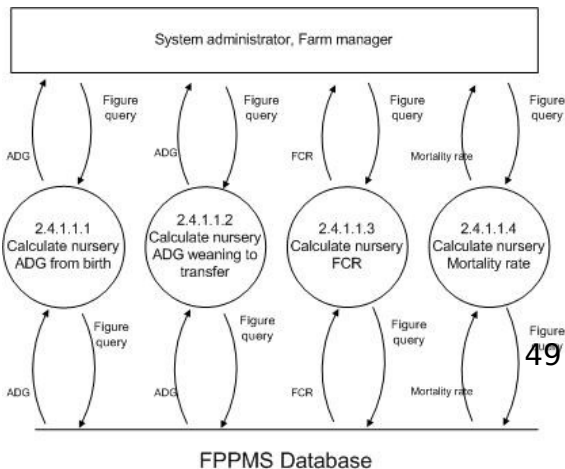 System administrator, Farm manager
Figure
query
Figure
query
Figure
query
Figure
query
ADG
ADG
FCR
Mortality rate
2.4.1.1.1
Calculate nursery
ADG from birth
2.4.1.1.2
Calculate nursery
ADG weaning to
transfer
2.4.1.1.3
Calculate nursery
FCR
2.4.1.1.4
Calculate nursery
Mortality rate
Figure
query
Figure
query
Figure
query
Figure
49
ADG
ADG
FCR
Mortality rate
FPPMS Database